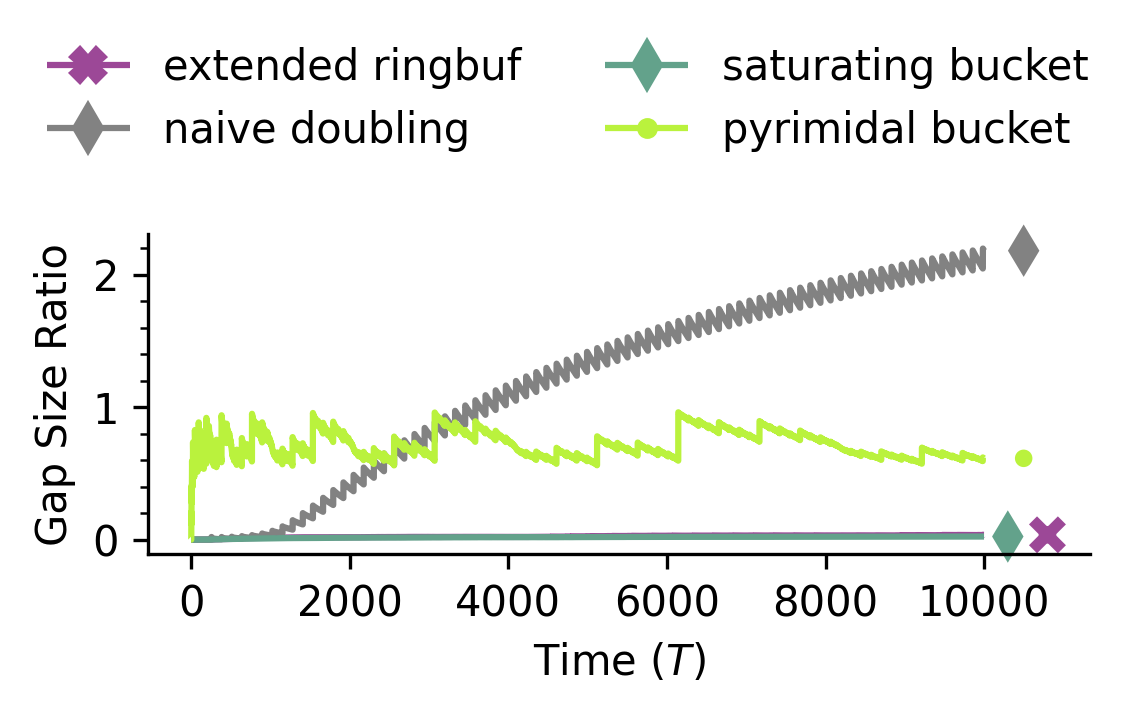 extended ringbuf
saturating bucket
naive doubling
pyrimidal bucket
Gap Size Ratio
2
1
0
0 2000 4000 6000 8000 10000
Time (T)